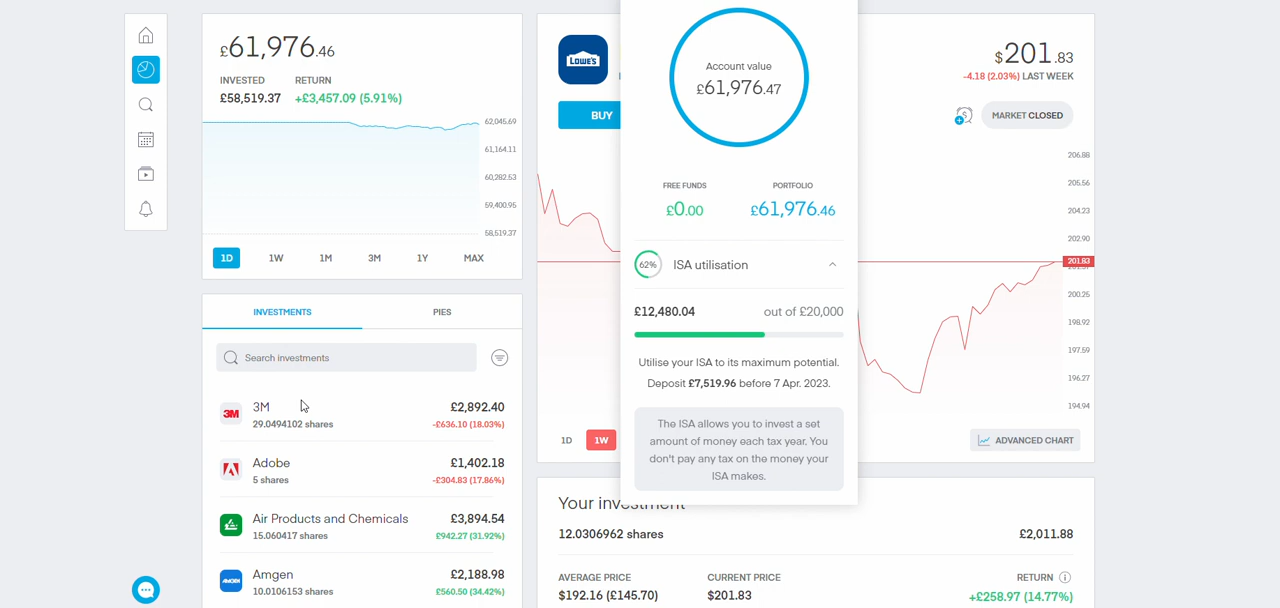 £61,976.46
INVESTED RETURN
£58,519.37 +£3,457.09 (5.91%)
62,045.69
61,164.11
60,282.53
59,400.95
58,519.37
1D 1W 1M 3M 1Y MAX
INVESTMENTS PIES
Search investments
3M £2,892.40
29.0494102 shares -£636.10 (18.03%)
Adobe £1,402.18
5 shares -£304.83 (17.86%)
Air Products and Chemicals £3,894.54
15.060417 shares £942.27 (31.92%)
AMGEN
Amgen £2,188.98
10.0106153 shares £560.50 (34.42%)
LOWE'S
BUY
Account value
£61,976.47
FREE FUNDS PORTFOLIO
£0.00 £61,976.46
62% ISA utilisation
£12,480.04 out of £20,000
Utilise your ISA to its maximum potential.
Deposit £7,519.96 before 7 Apr. 2023.
The ISA allows you to invest a set
amount of money each tax year. You
don't pay any tax on the money your
ISA makes.
$201.83
-4.18 (2.03%) LAST WEEK
MARKET CLOSED
206.88
205.56
204.23
202.90
201.83
200.25
198.92
197.59
196.27
194.94
1D 1W
ADVANCED CHART
Your investment
12.0306962 shares £2,011.88
AVERAGE PRICE CURRENT PRICE RETURN
$192.16 (£145.70) $201.83 +£258.97 (14.77%)